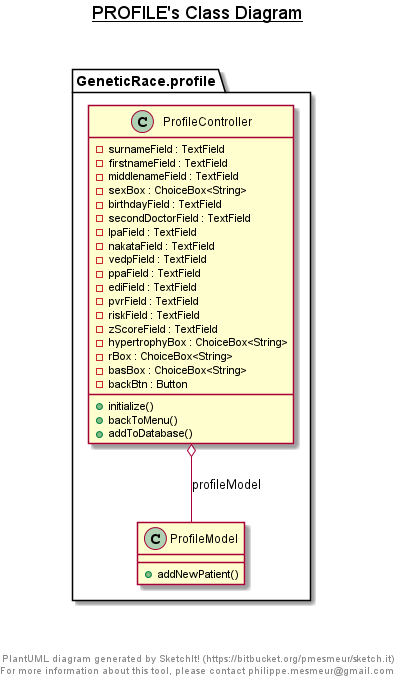 PROFILE's Class Diagram
GeneticRace.profile
C ProfileController
surnameField : TextField
firstnameField : TextField
middlenameField : TextField
sexBox : ChoiceBox<String>
birthdayField : TextField
secondDoctorField : TextField
lpaField : TextField
nakataField : TextField
vedpField : TextField
ppaField : TextField
ediField : TextField
pvrField : TextField
riskField : TextField
zScoreField : TextField
hypertrophyBox : ChoiceBox<String>
rBox : ChoiceBox<String>
basBox : ChoiceBox<String>
backBtn : Button
initialize()
backToMenu()
addToDatabase()
profileModel
C ProfileModel
addNewPatient()
PlantUML diagram generated by SketchIt! (https://bitbucket.org/pmesmeur/sketch.it)
For more information about this tool, please contact philippe.mesmeur@gmail.com